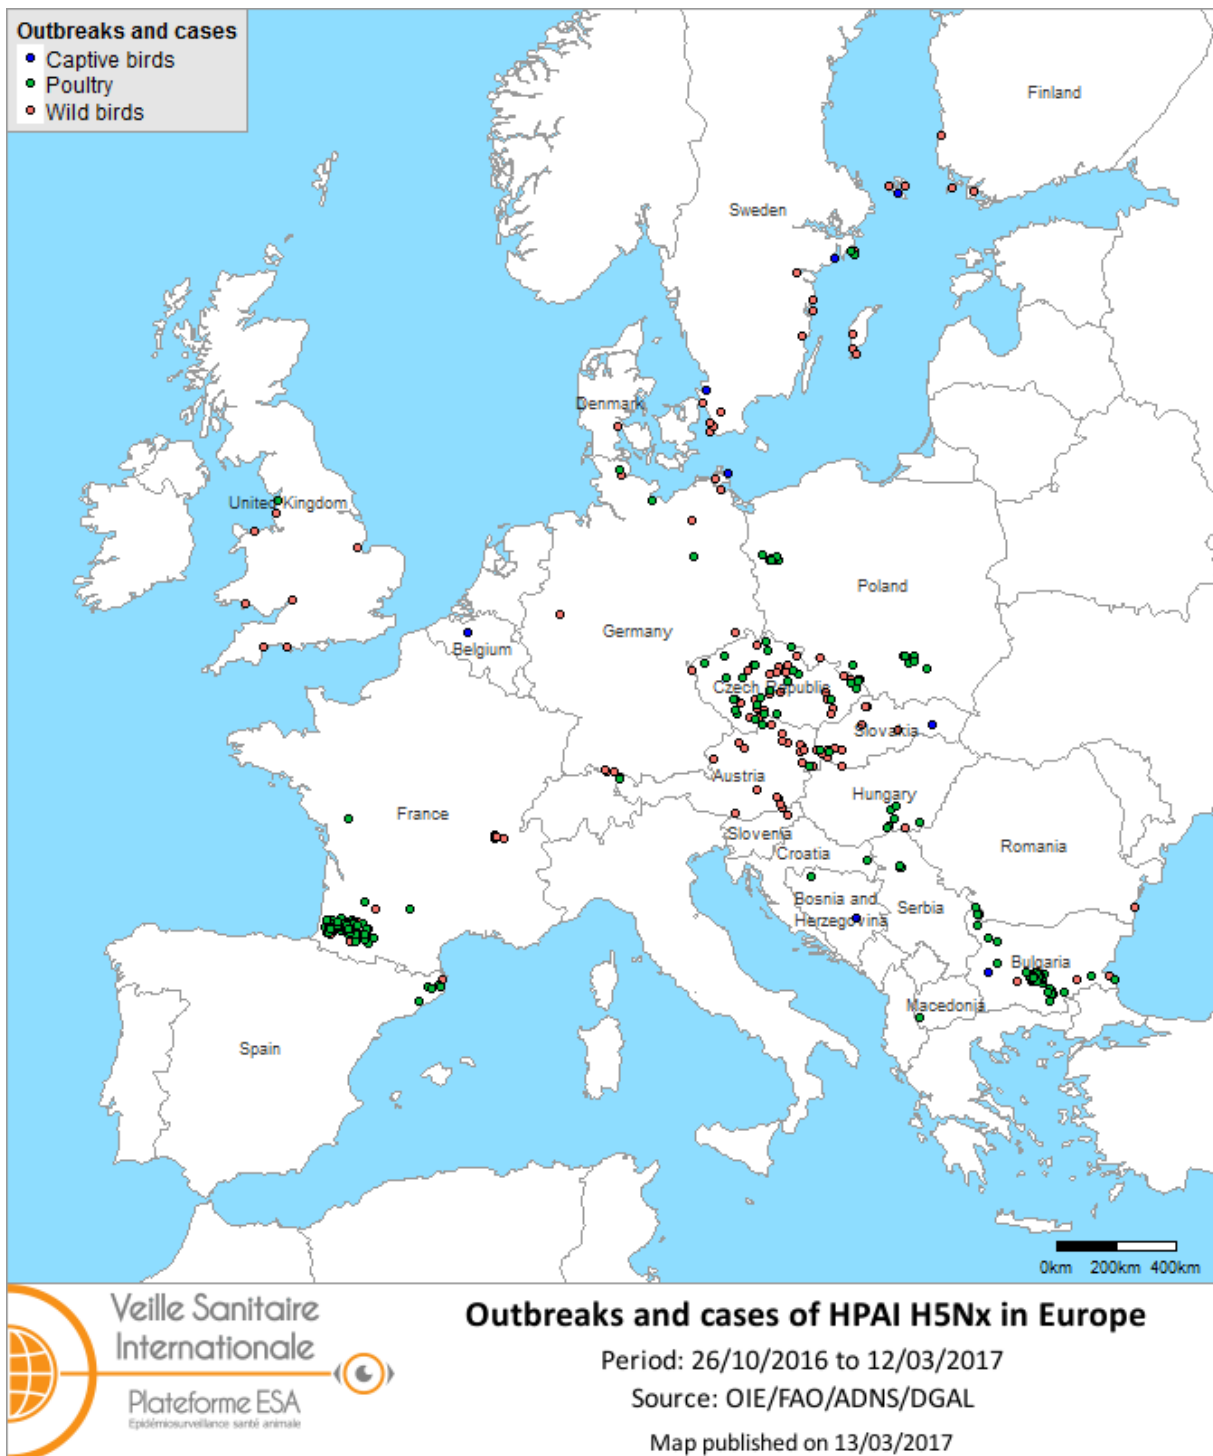 Outbreaks and cases
Captive birds
Poultry
Wild birds
Finland
Sweden
Denmark
United Kingdom
Poland
Germany
Belgium
Czech Republic
Slovakia
Austria
Hungary
France
Slovenia
Croatia
Romania
Bosnia and
Herzegovina
Serbia
Bulgaria
Macedonia
Spain
0km 200km 400km
Veille Sanitaire
Internationale
Plateforme ESA
Epidémiosurveillance santé animale
Outbreaks and cases of HPAI H5Nx in Europe
Period: 26/10/2016 to 12/03/2017
Source: OIE/FAO/ADNS/DGAL
Map published on 13/03/2017